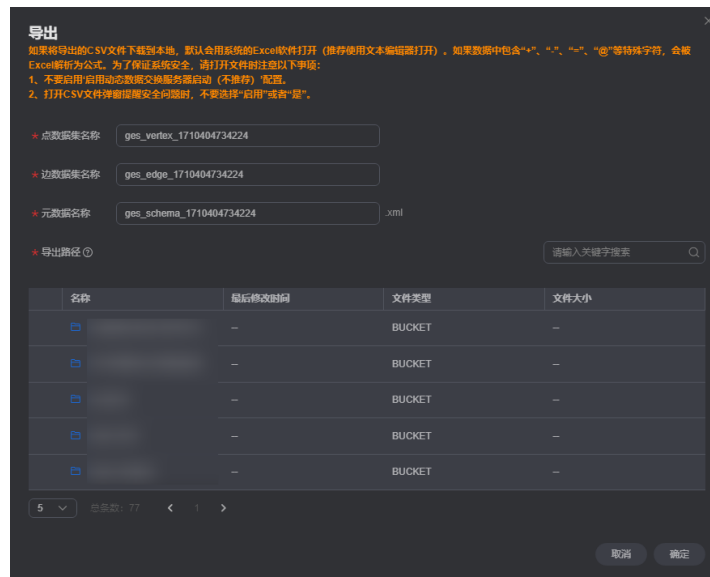 导出
如果将导出的CSV文件下载到本地，默认会用系统的Excel软件打开（推荐使用文本编辑器打开）。如果数据中包含“+”、“-”、“=”、“@”等特殊字符，会被
Excel解析为公式。为了保证系统安全，请打开文件时注意以下事项：
1、不要启用‘启用动态数据交换服务器启动（不推荐）’配置。
2、打开CSV文件弹窗提醒安全问题时，不要选择“启用”或者“是”。
* 点数据集名称 ges_vertex_1710404734224
* 边数据集名称 ges_edge_1710404734224
* 元数据名称 ges_schema_1710404734224 .xml
* 导出路径 ? 请输入关键字搜索
名称 最后修改时间 文件类型 文件大小
-- BUCKET --
-- BUCKET --
-- BUCKET --
-- BUCKET --
-- BUCKET --
5 总条数：77 < 1 >
取消 确定